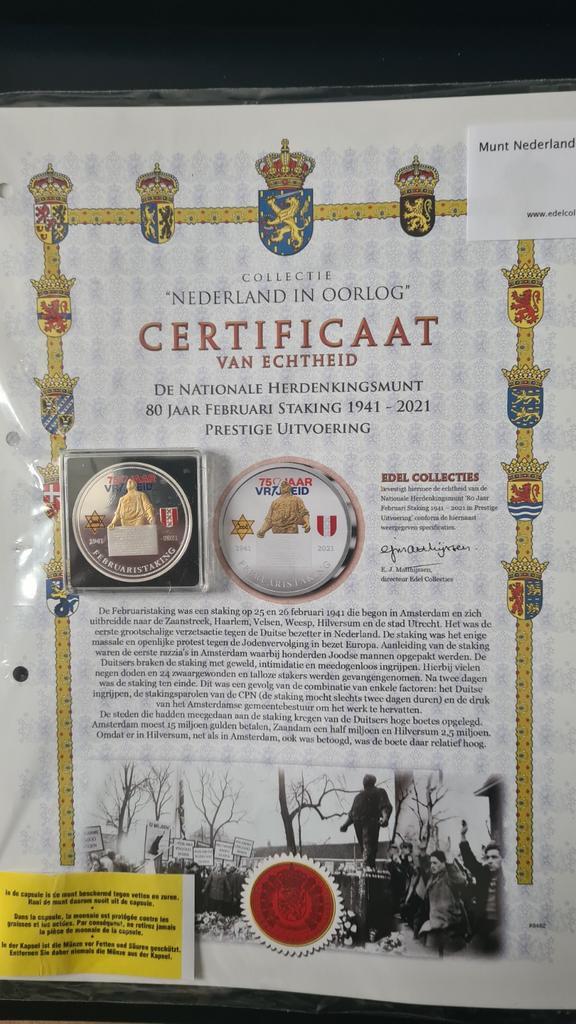 Munt Nederland
www.edelcol
COLLECTIE
"NEDERLAND IN OORLOG"
CERTIFICAAT
VAN ECHTHEID
DE NATIONALE HERDENKINGSMUNT
80 JAAR FEBRUARI STAKING 1941 - 2021
PRESTIGE UITVOERING
75 JAAR
VRIJHEID
1941
2021
FEBRUARISTAKING
75 JAAR
VRIJHEID
1941
2021
FEBRUARISTAKING
EDEL COLLECTIES
bevestigt hiermee de echtheid van de
Nationale Herdenkingsmunt '80 Jaar
Februari Staking 1941 - 2021 in Prestige
Uitvoering' conform de hiernaast
weergegeven specificaties.
E. J. Matthijssen,
directeur Edel Collecties
De Februaristaking was een staking op 25 en 26 februari 1941 die begon in Amsterdam en zich
uitbreidde naar de Zaanstreek, Haarlem, Velsen, Weesp, Hilversum en de stad Utrecht. Het was de
eerste grootschalige verzetsactie tegen de Duitse bezetter in Nederland. De staking was het enige
massale en openlijke protest tegen de Jodenvervolging in bezet Europa. Aanleiding van de staking
waren de eerste razzia's in Amsterdam waarbij honderden Joodse mannen opgepakt werden. De
Duitsers braken de staking met geweld, intimidatie en meedogenloos ingrijpen. Hierbij vielen
negen doden en 24 zwaargewonden en talloze stakers werden gevangengenomen. Na twee dagen
was de staking ten einde. Dit was een gevolg van de combinatie van enkele factoren: het Duitse
ingrijpen, de stakingsparolen van de CPN (de staking mocht slechts twee dagen duren) en de druk
van het Amsterdamse gemeentebestuur om het werk te hervatten.
De steden die hadden meegedaan aan de staking kregen van de Duitsers hoge boetes opgelegd.
Amsterdam moest 15 miljoen gulden betalen, Zaandam een half miljoen en Hilversum 2,5 miljoen.
Omdat er in Hilversum, net als in Amsterdam, ook was betoogd, was de boete daar relatief hoog.
In de capsule is de munt beschermd tegen vetten en zuren.
Haal de munt daarom nooit uit de capsule.
Dans la capsule, la monnaie est protégée contre les
graisses et les acides. Par conséquent, ne retirez jamais
la pièce de monnaie de la capsule.
In der Kapsel ist die Münze vor Fetten und Säuren geschützt.
Entfernen Sie daher niemals die Münze aus der Kapsel.